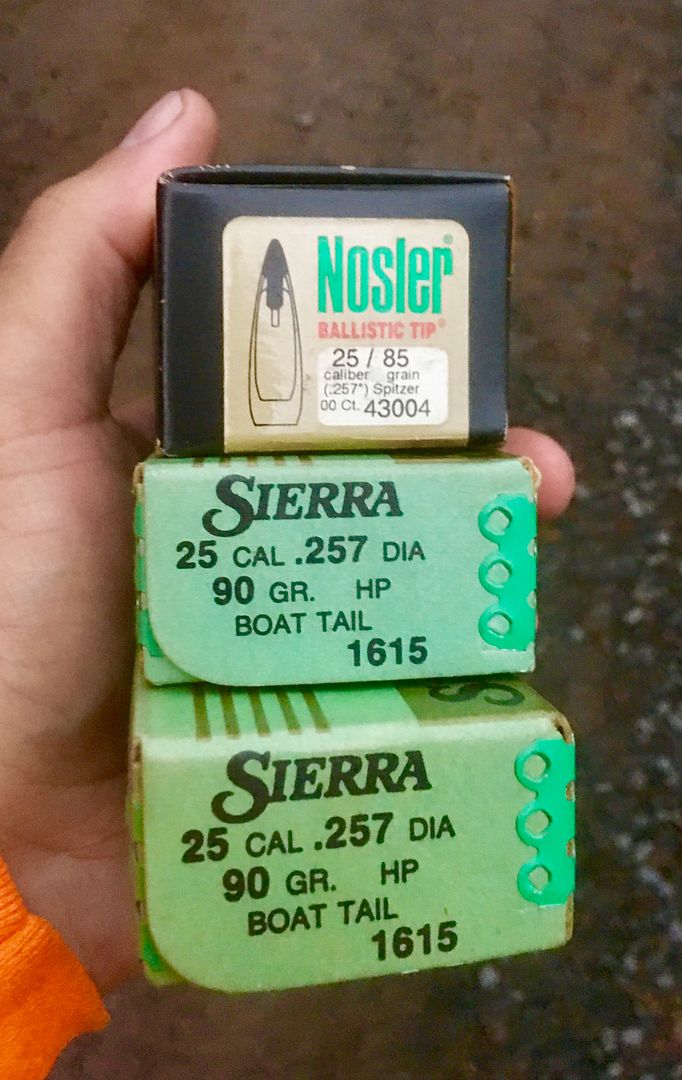 Nosler®
BALLISTIC TIP®
25 / 85
caliber grain
(.257") Spitzer
00 Ct. 43004
SIERRA
25 CAL .257 DIA
90 GR. HP
BOAT TAIL
1615
S
SIERRA
25 CAL .257 DIA
90 GR. HP
BOAT TAIL
1615